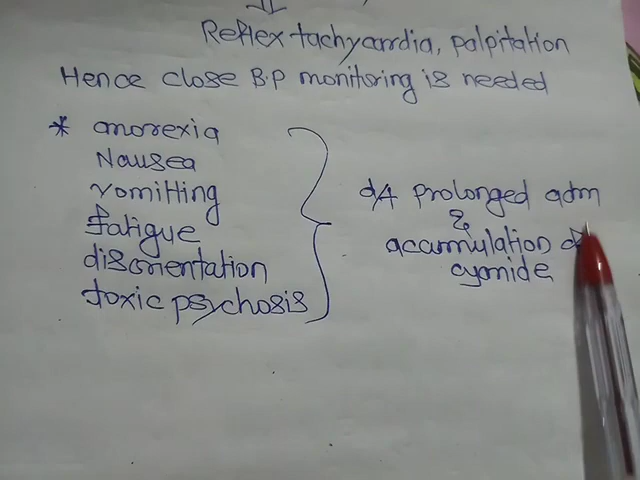 Reflex tachycardia, palpitation
Hence close B.P monitoring is needed
* anorexia
Nausea
vomitting
fatigue
disorientation
toxic psychosis
d/t prolonged adm
&
accumulation of
cyanide